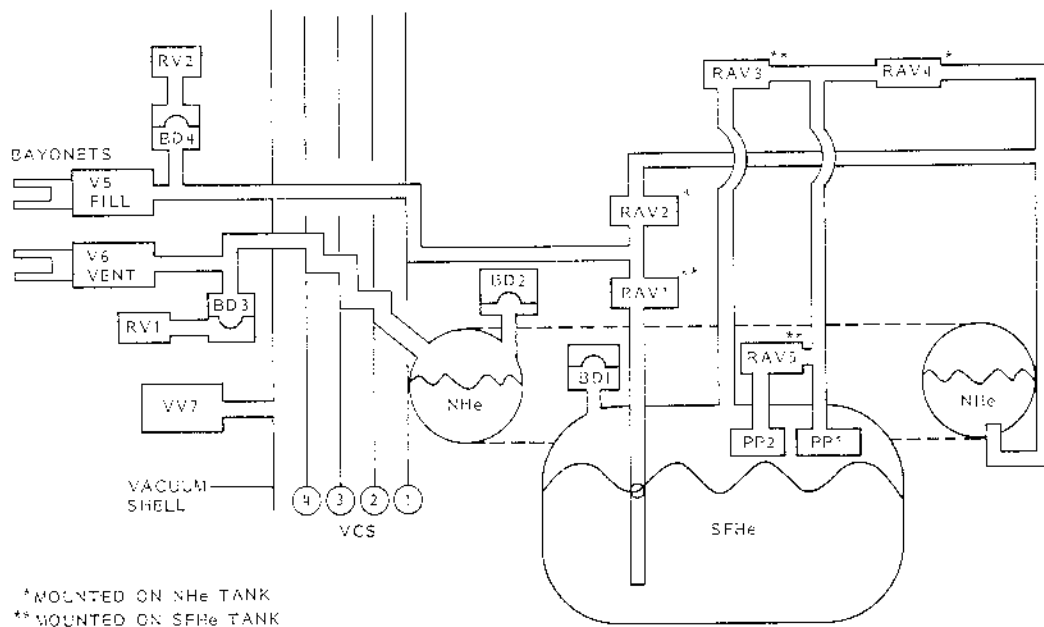 RV2
BD4
BAYONETS
V5
FILL
V6
VENT
BD3
RV1
VV7
VACUUM
SHELL
4 3 2 1
VCS
RAV3 **
RAV4 *
RAV2 *
RAV1 **
BD2
BD1
NHe
RAV5 **
PP2 PP1
NHe
SFHe
*MOUNTED ON NHe TANK
**MOUNTED ON SFHe TANK